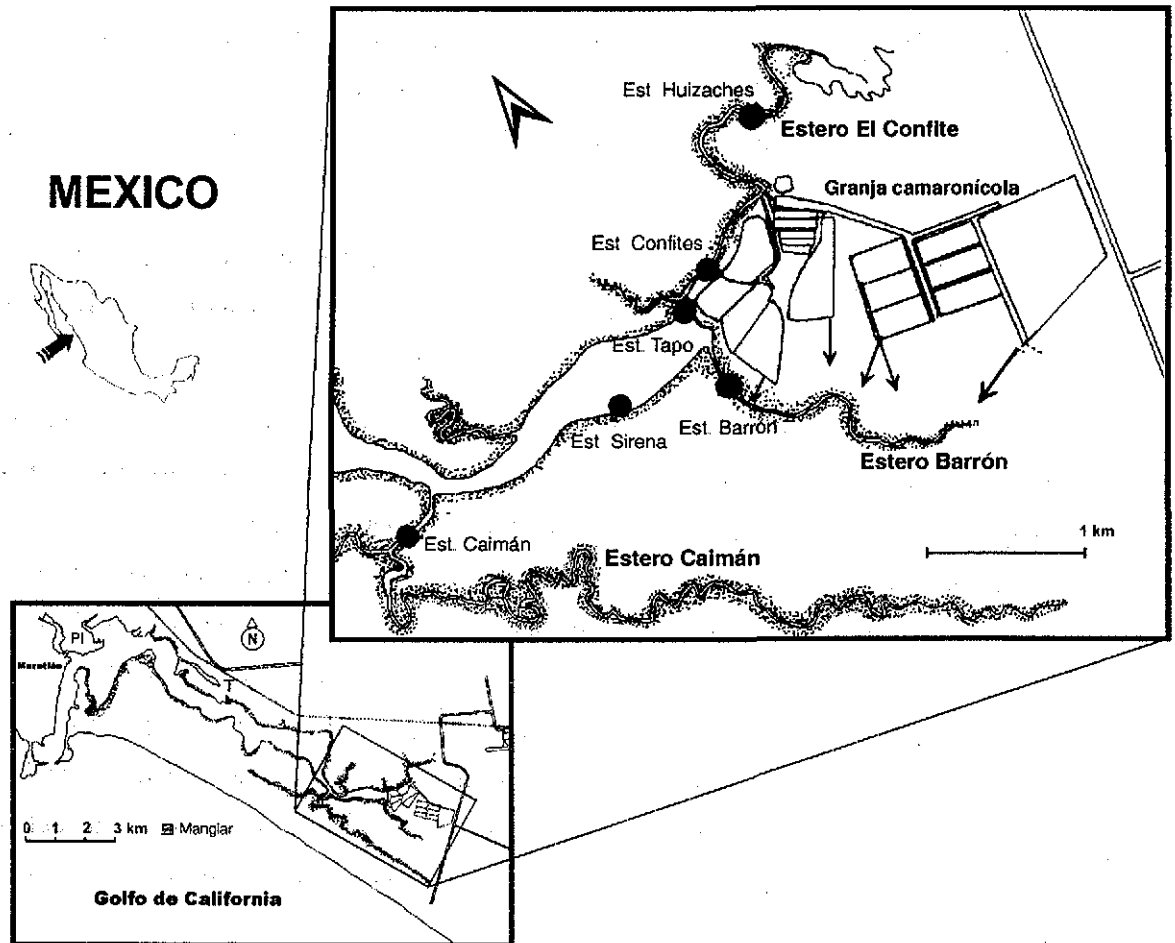 MEXICO
Est Huizaches
Estero El Confite
Granja camaronícola
Est Confites
Est. Tapo
Est Sirena
Est. Barrón
Estero Barrón
1 km
Est. Caimán
Estero Caimán
PI
Mazatlán
N
T
0 1 2 3 km
Manglar
Golfo de California